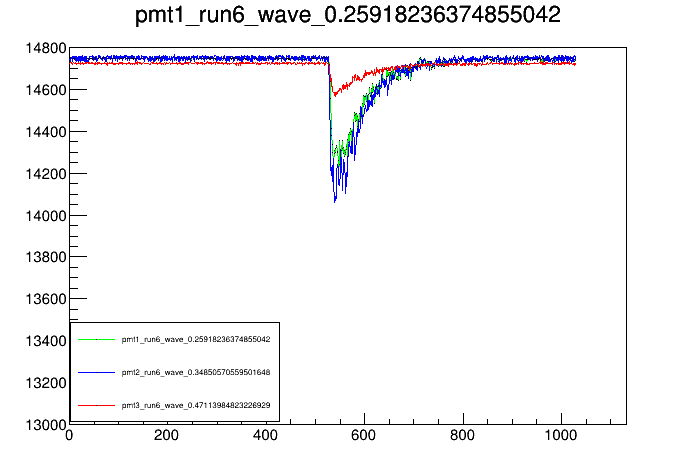 pmt1_run6_wave_0.25918236374855042
14800
14600
14400
14200
14000
13800
13600
13400
13200
13000
pmt1_run6_wave_0.25918236374855042
pmt2_run6_wave_0.34850570559501648
pmt3_run6_wave_0.47113984823226929
0 200 400 600 800 1000